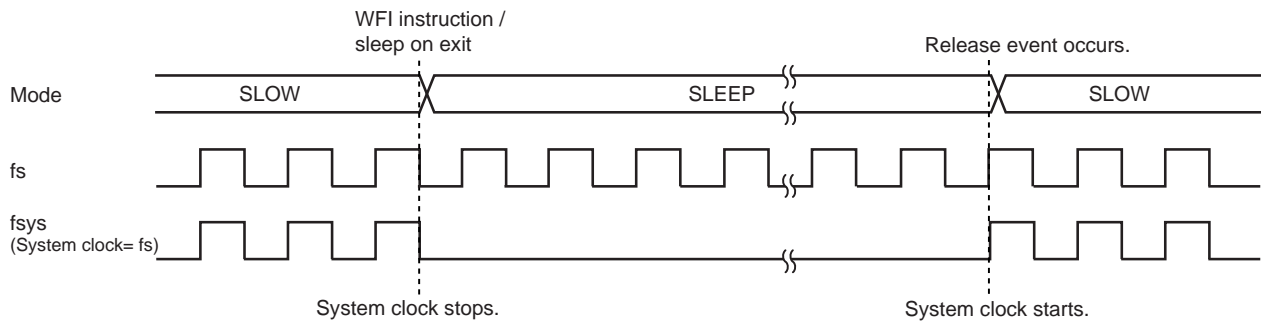 WFI instruction /
sleep on exit
Release event occurs.
Mode
SLOW
SLEEP
SLOW
fs
fsys
(System clock= fs)
System clock stops.
System clock starts.